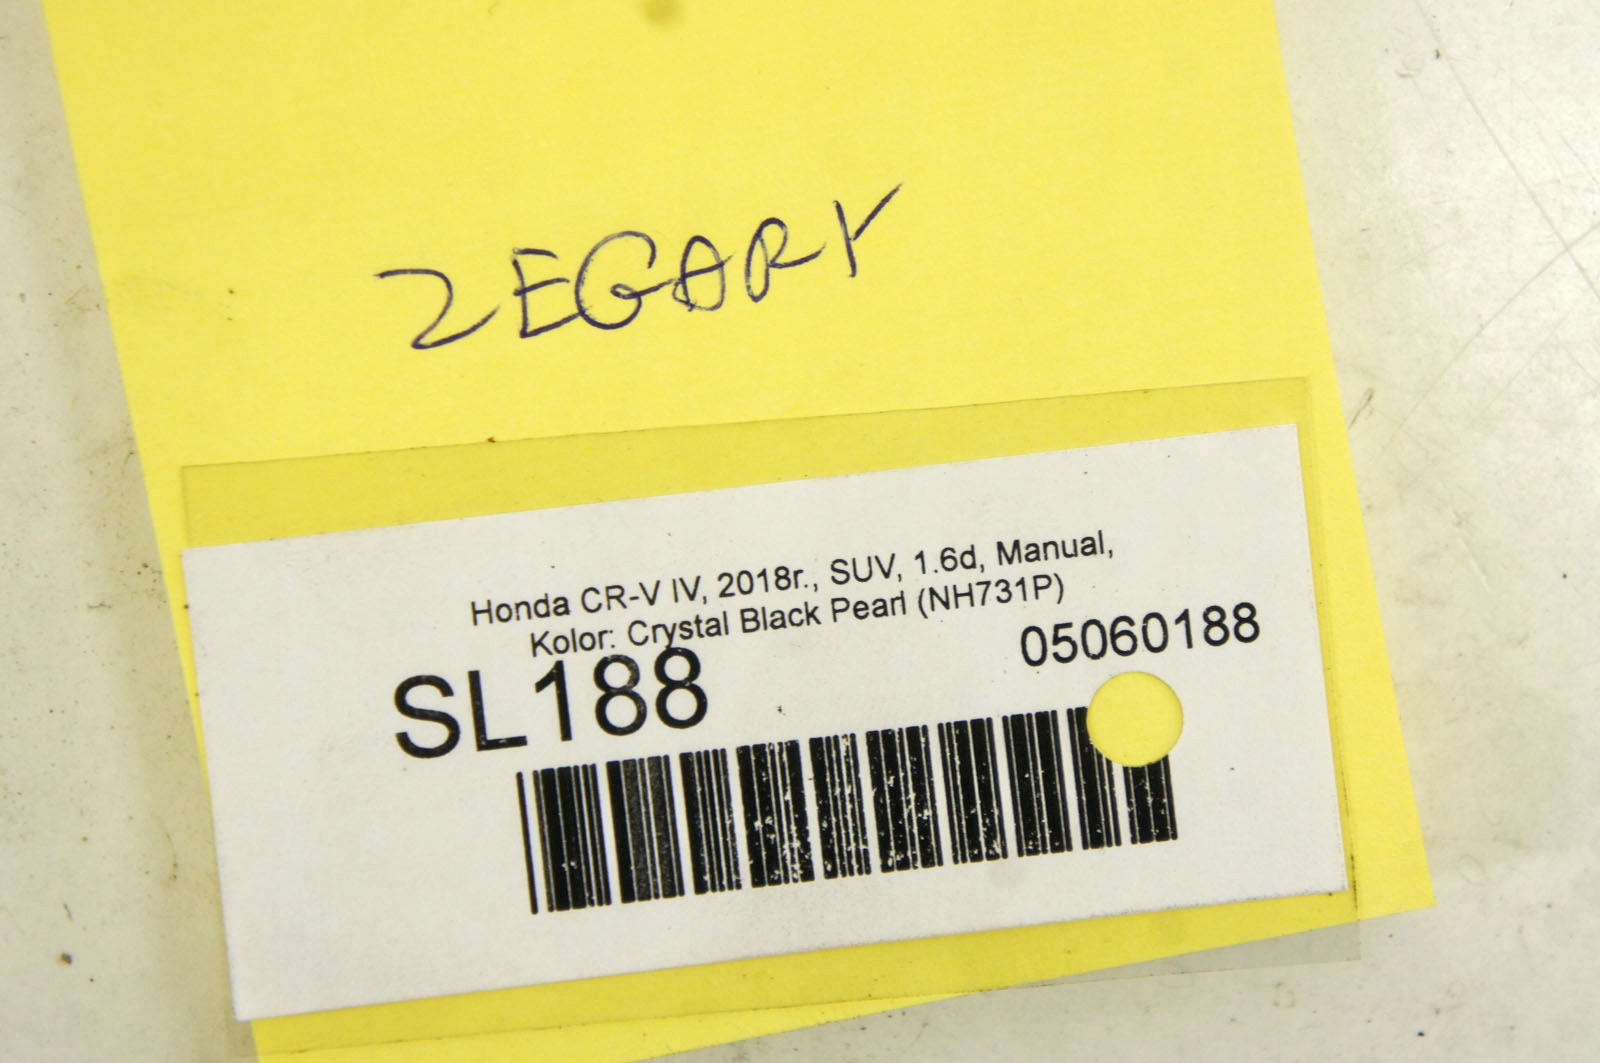 ZEGARY
Honda CR-V IV, 2018r., SUV, 1.6d, Manual,
Kolor: Crystal Black Pearl (NH731P)
05060188
SL188